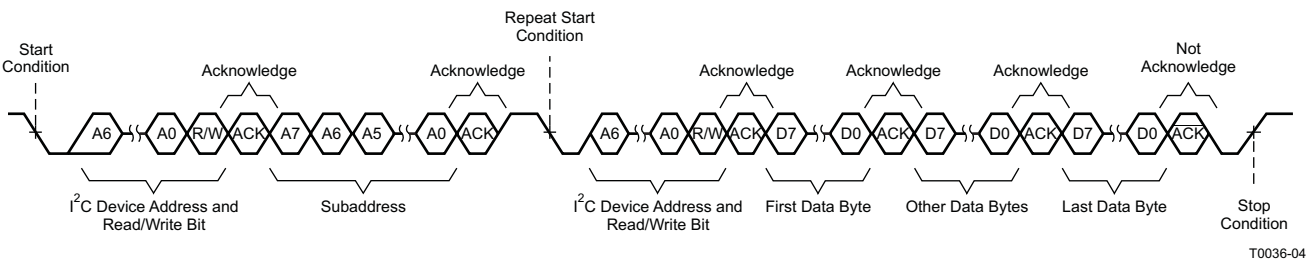 Repeat Start
Condition
Start
Condition
Not
Acknowledge
Acknowledge
Acknowledge
Acknowledge
Acknowledge
Acknowledge
A6 A0 R/W ACK A7 A6 A5 A0 ACK A6 A0 R/W ACK D7 D0 ACK D7 D0 ACK D7 D0 ACK
I²C Device Address and
Read/Write Bit
Subaddress
I²C Device Address and
Read/Write Bit
First Data Byte
Other Data Bytes
Last Data Byte
Stop
Condition
T0036-04